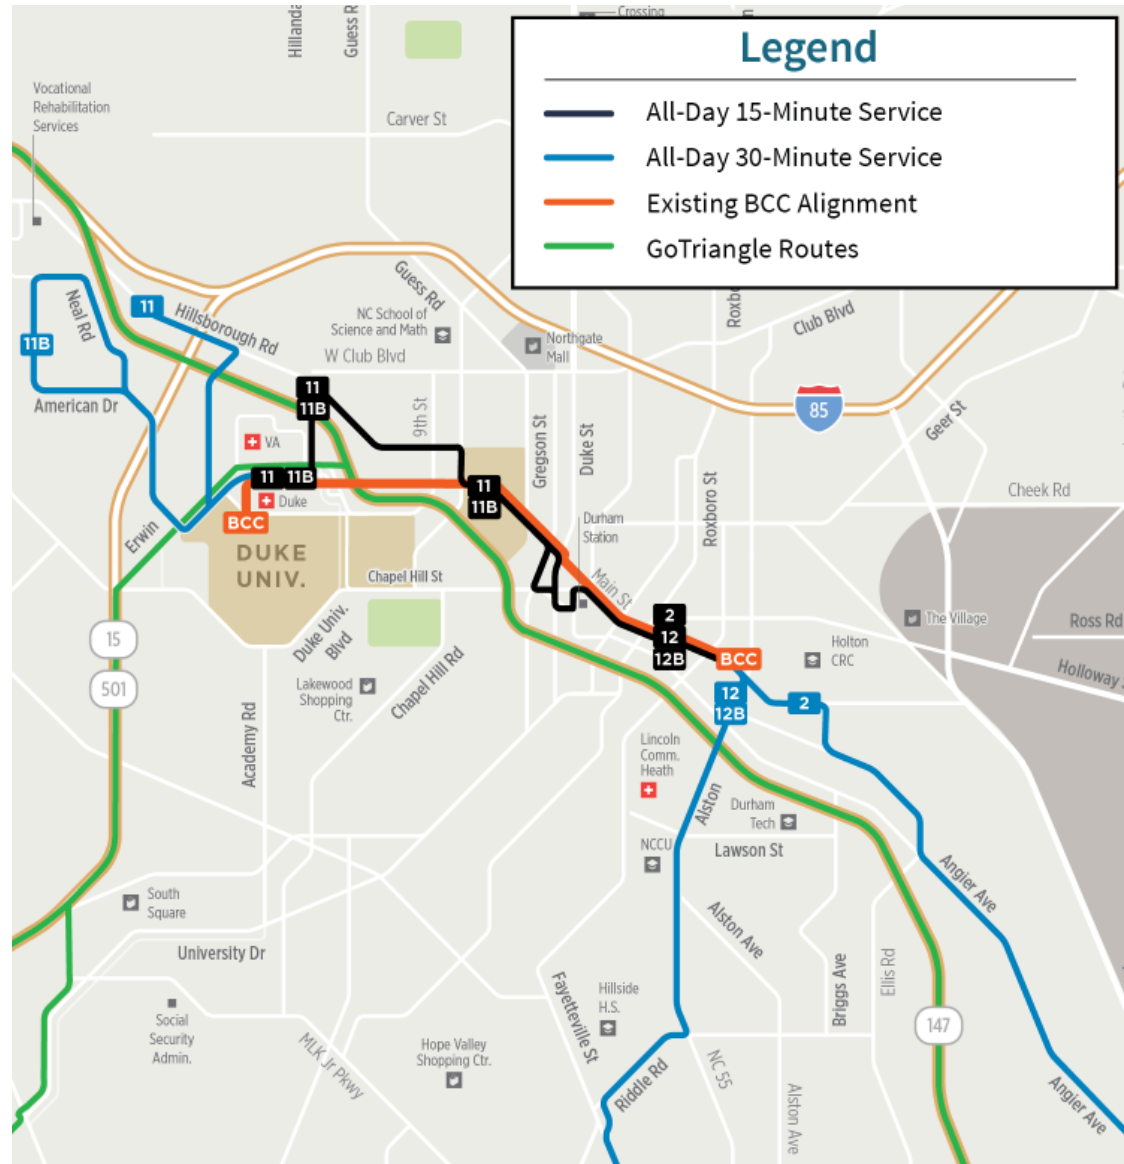 Crossing
Hillanda
Guess R
Legend
All-Day 15-Minute Service
All-Day 30-Minute Service
Existing BCC Alignment
GoTriangle Routes
Vocational
Rehabilitation
Services
Carver St
Guess Rd
Roxbo
Club Blvd
Neal Rd
11
Hillsborough Rd
NC School of
Science and Math
Northgate
Mall
11B
W Club Blvd
85
American Dr
11
11B
9th St
Gregson St
Duke St
Geer St
VA
11
11B
Duke
11
11B
Roxboro St
Cheek Rd
BCC
Erwin
Durham
Station
DUKE
UNIV.
Chapel Hill St
Main St
2
12
12B
The Village
Ross Rd
15
Duke Univ.
Blvd
BCC
Holton
CRC
Holloway
501
Lakewood
Shopping
Ctr.
Chapel Hill Rd
12
12B
2
Academy Rd
Lincoln
Comm.
Heath
Alston
Durham
Tech
NCCU
Lawson St
Angier Ave
South
Square
Alston Ave
University Dr
Briggs Ave
Ellis Rd
Fayetteville St
Hillside
H.S.
Social
Security
Admin.
MLK Jr Pkwy
Hope Valley
Shopping Ctr.
147
Riddle Rd
NC 55
Alston Ave
Angier Ave